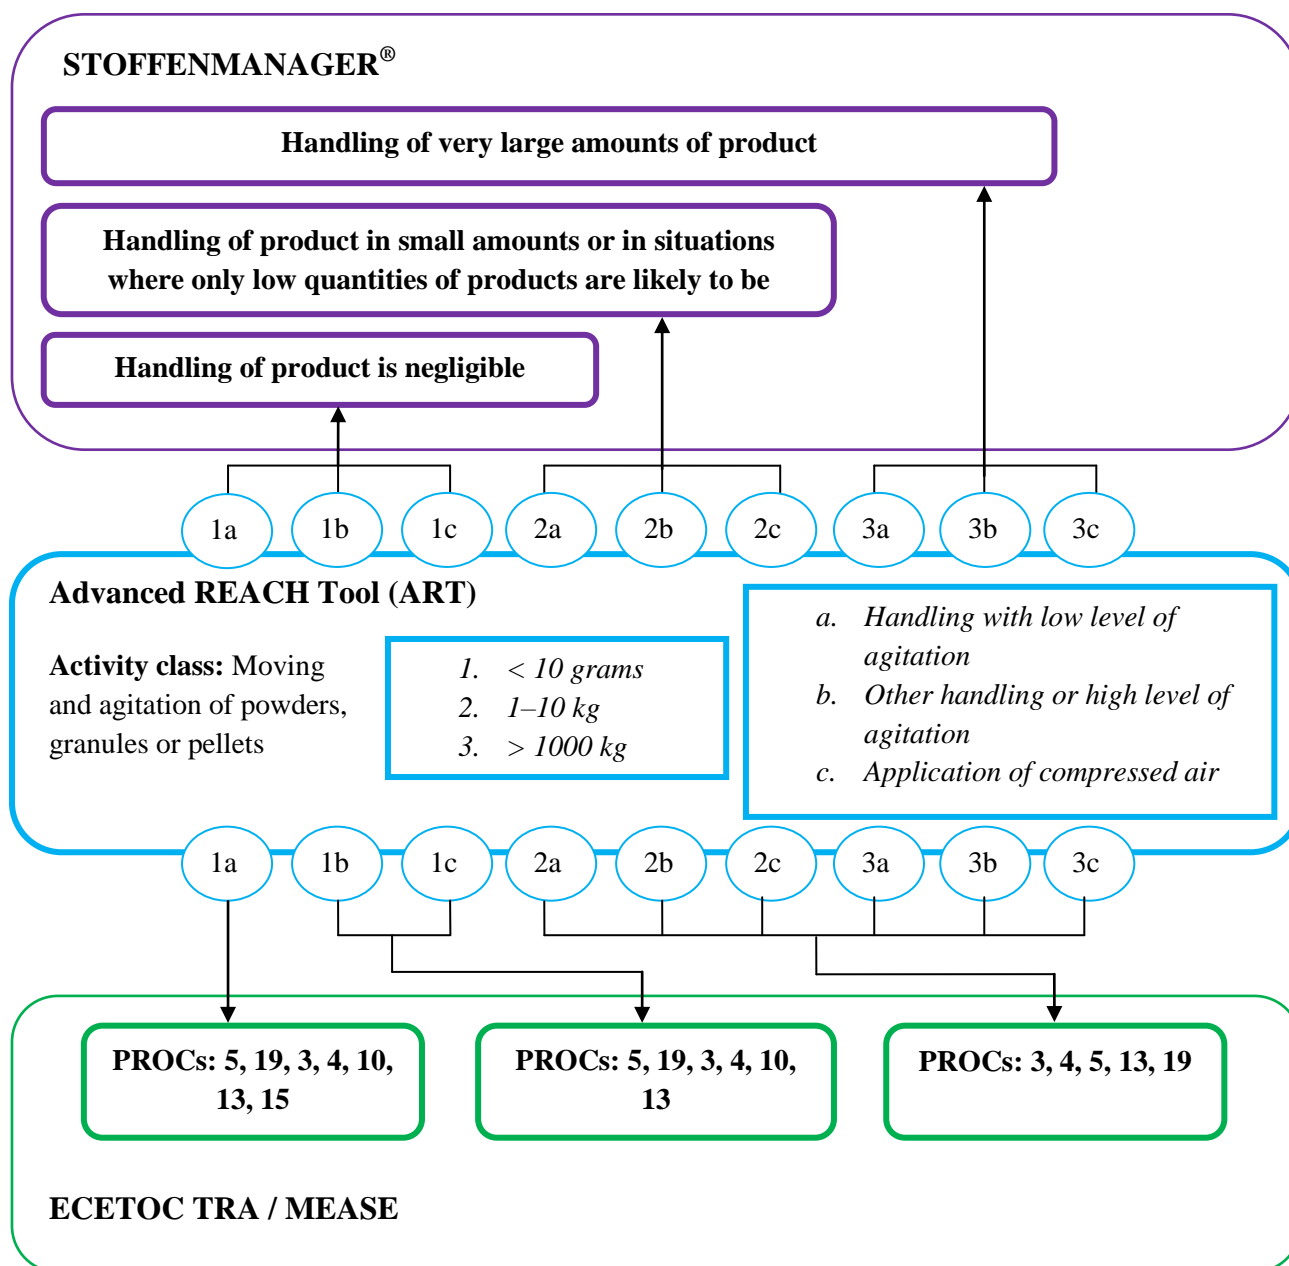 STOFFENMANAGER®
Handling of very large amounts of product
Handling of product in small amounts or in situations
where only low quantities of products are likely to be
Handling of product is negligible
1a 1b 1c 2a 2b 2c 3a 3b 3c
Advanced REACH Tool (ART)
Activity class: Moving
and agitation of powders,
granules or pellets
1. < 10 grams
2. 1–10 kg
3. > 1000 kg
a. Handling with low level of
agitation
b. Other handling or high level of
agitation
c. Application of compressed air
1a 1b 1c 2a 2b 2c 3a 3b 3c
PROCs: 5, 19, 3, 4, 10,
13, 15
PROCs: 5, 19, 3, 4, 10,
13
PROCs: 3, 4, 5, 13, 19
ECETOC TRA / MEASE